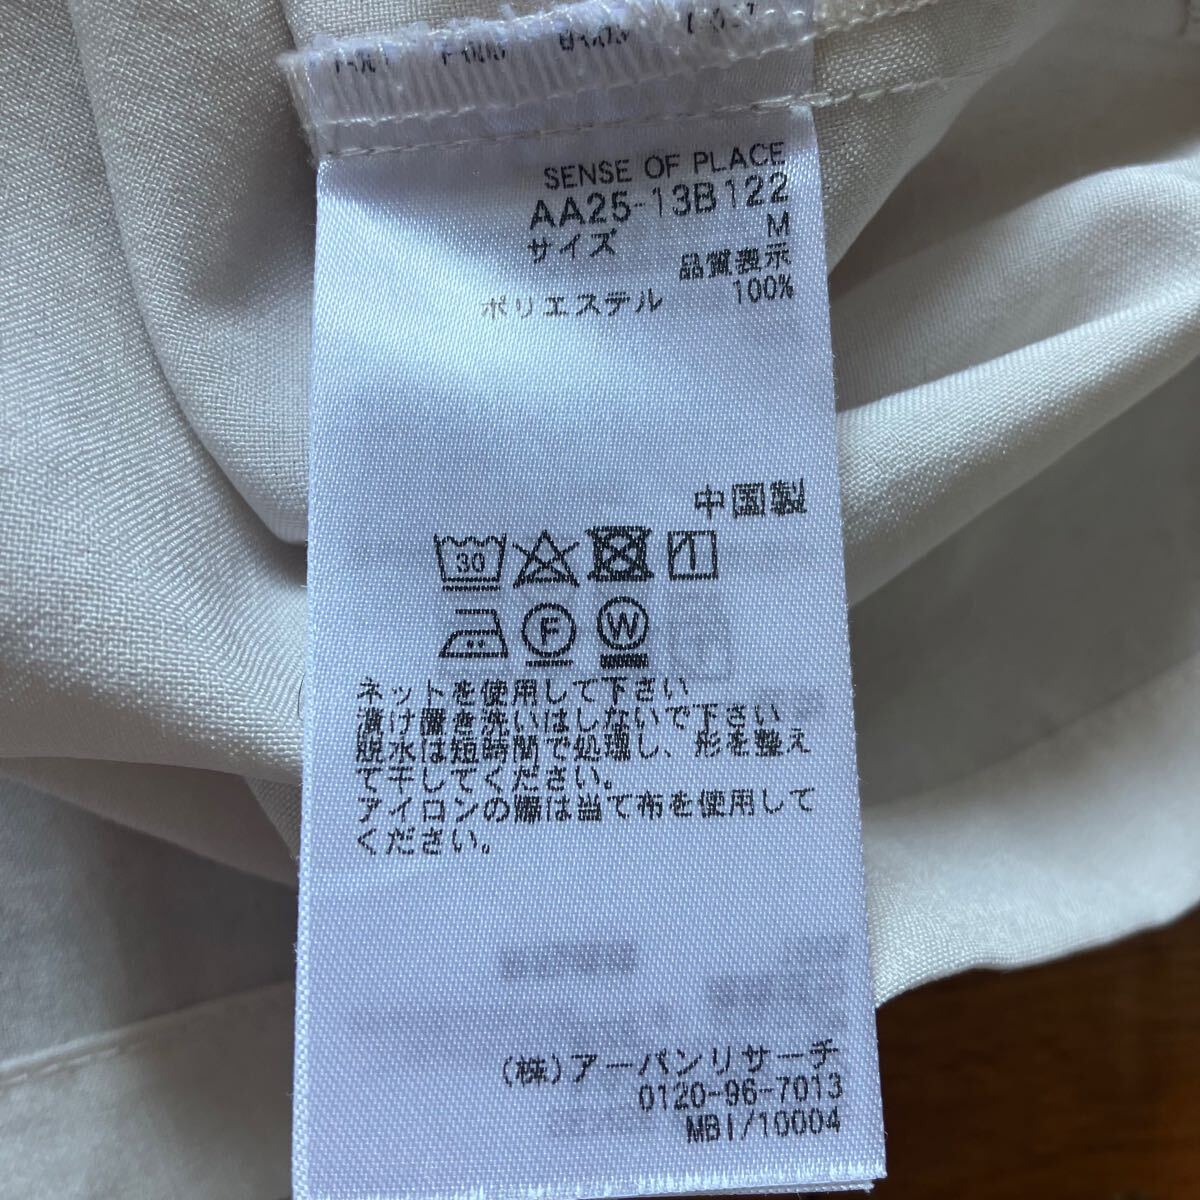 SENSE OF PLACE
AA25-13B122
サイズ M
品質表示
ポリエステル 100%
中国製
30
F W
ネットを使用して下さい
漬け置き洗いはしないで下さい
脱水は短時間で処理し、形を整え
て干してください。
アイロンの際は当て布を使用して
ください。
(株)アーバンリサーチ
0120-96-7013
MBI/10004